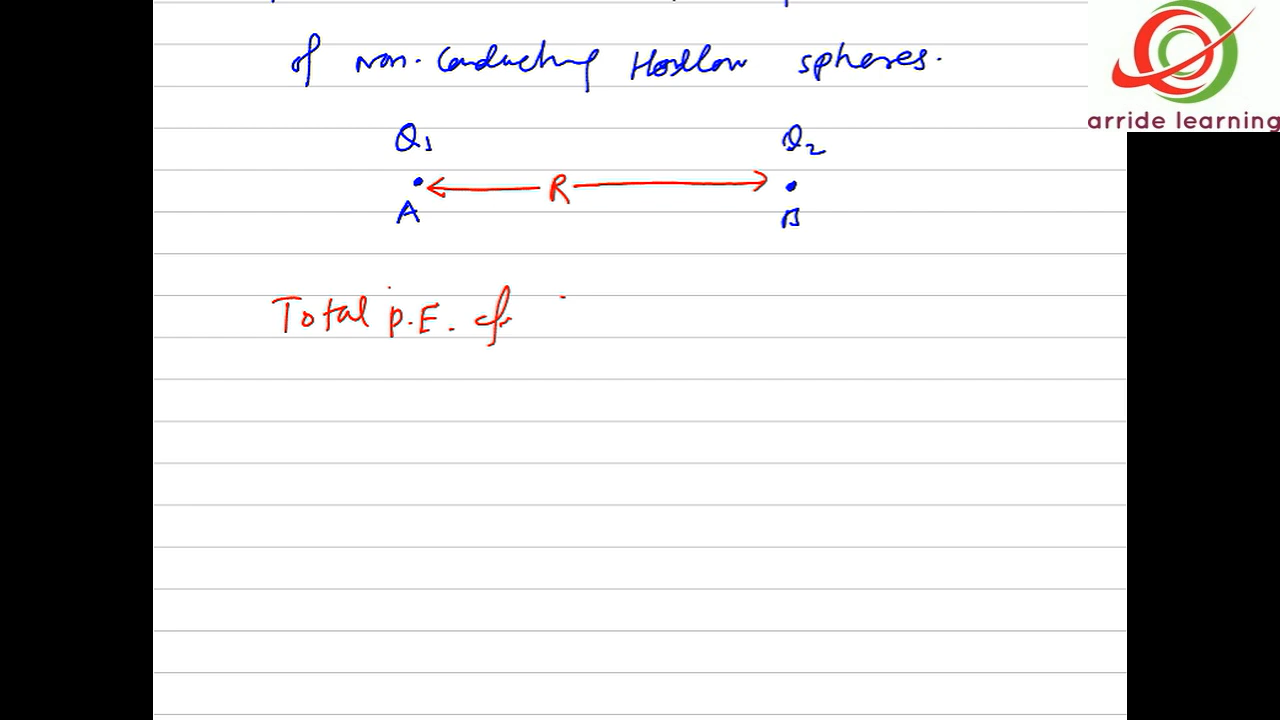 of non-conducting Hollow spheres.
arride learning
Q1 Q2
R
A B
Total P.E. of